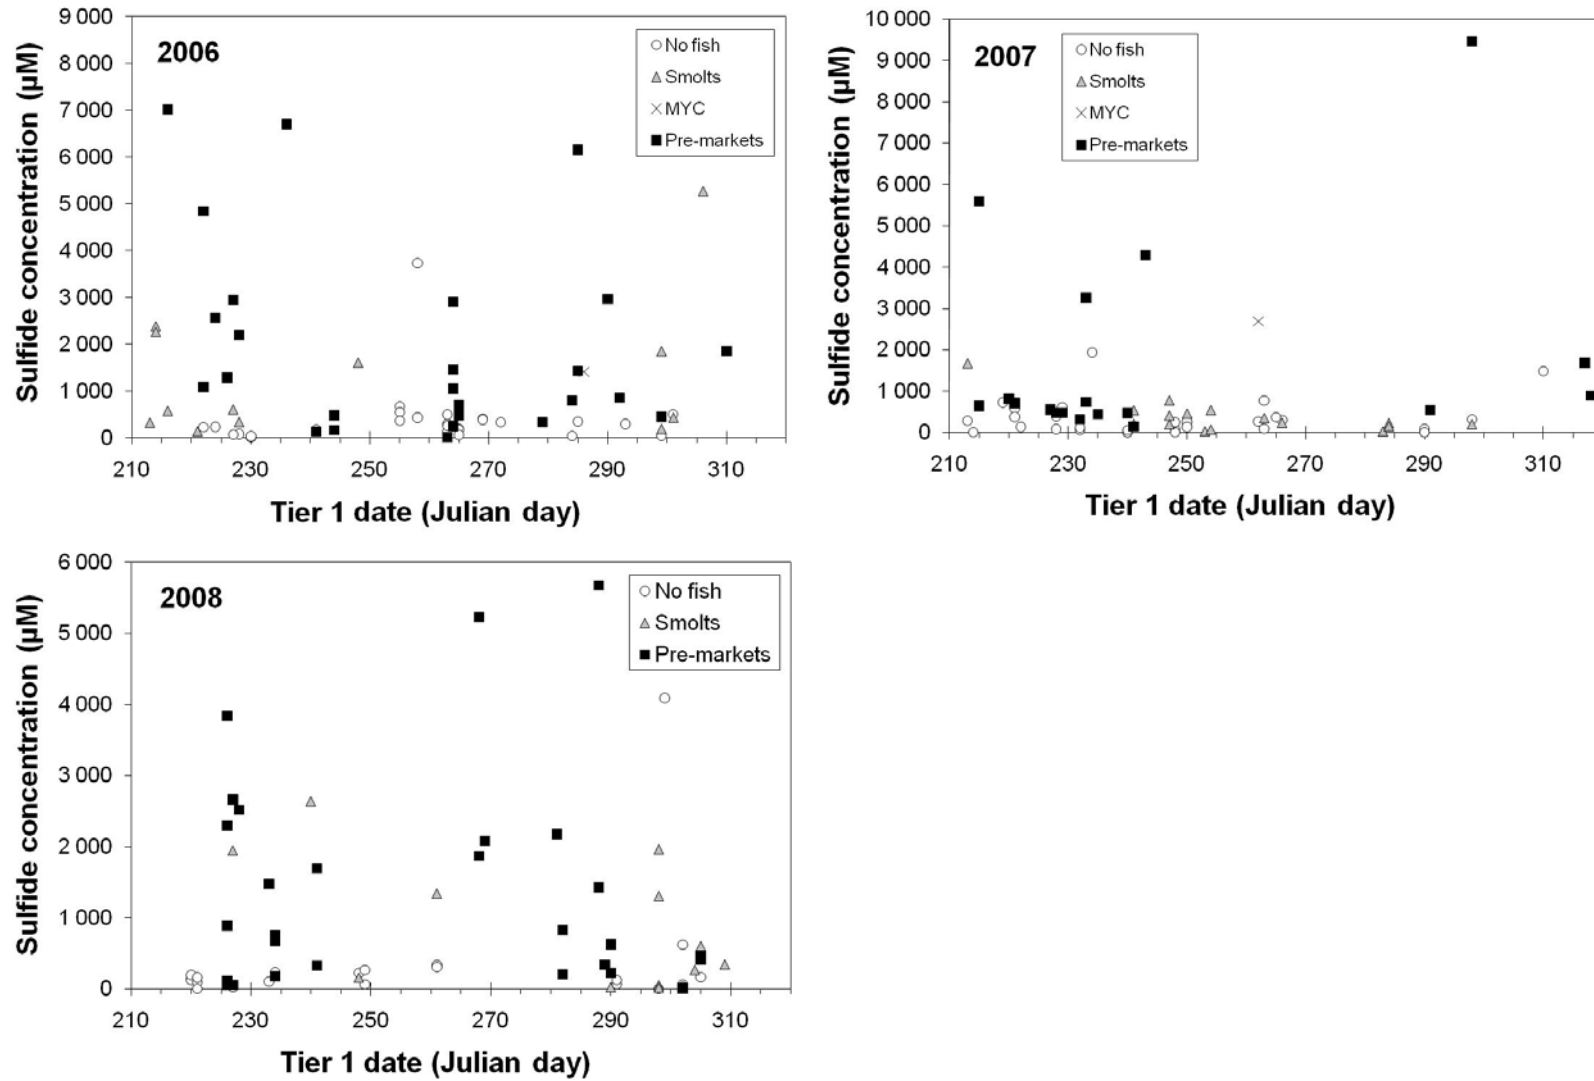 2006
Sulfide concentration (µM)
9 000
8 000
7 000
6 000
5 000
4 000
3 000
2 000
1 000
0
No fish
Smolts
MYC
Pre-markets
210 230 250 270 290 310
Tier 1 date (Julian day)
2007
Sulfide concentration (µM)
10 000
9 000
8 000
7 000
6 000
5 000
4 000
3 000
2 000
1 000
0
No fish
Smolts
MYC
Pre-markets
210 230 250 270 290 310
Tier 1 date (Julian day)
2008
Sulfide concentration (µM)
6 000
5 000
4 000
3 000
2 000
1 000
0
No fish
Smolts
Pre-markets
210 230 250 270 290 310
Tier 1 date (Julian day)